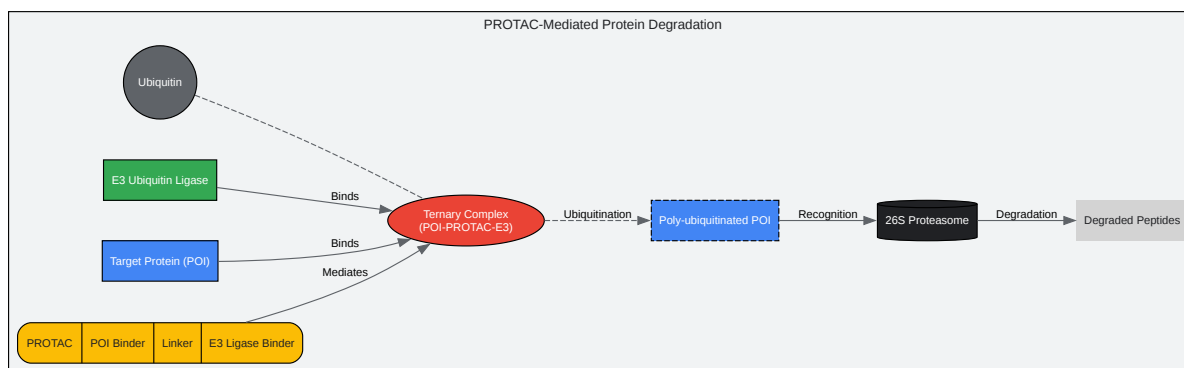 PROTAC-Mediated Protein Degradation
Ubiquitin
E3 Ubiquitin Ligase
Binds
Target Protein (POI)
Binds
Mediates
PROTAC
POI Binder
Linker
E3 Ligase Binder
Ternary Complex
(POI-PROTAC-E3)
Ubiquitination
Poly-ubiquitinated POI
Recognition
26S Proteasome
Degradation
Degraded Peptides